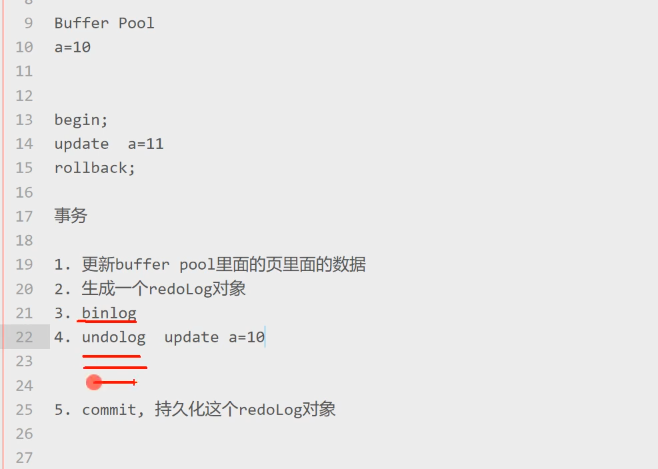 9 Buffer Pool
10 a=10
11
12
13 begin;
14 update  a=11
15 rollback;
16
17 事务
18
19 1. 更新buffer pool里面的页里面的数据
20 2. 生成一个redoLog对象
21 3. binlog
22 4. undolog  update a=10
23
24
25 5. commit, 持久化这个redoLog对象
26
27